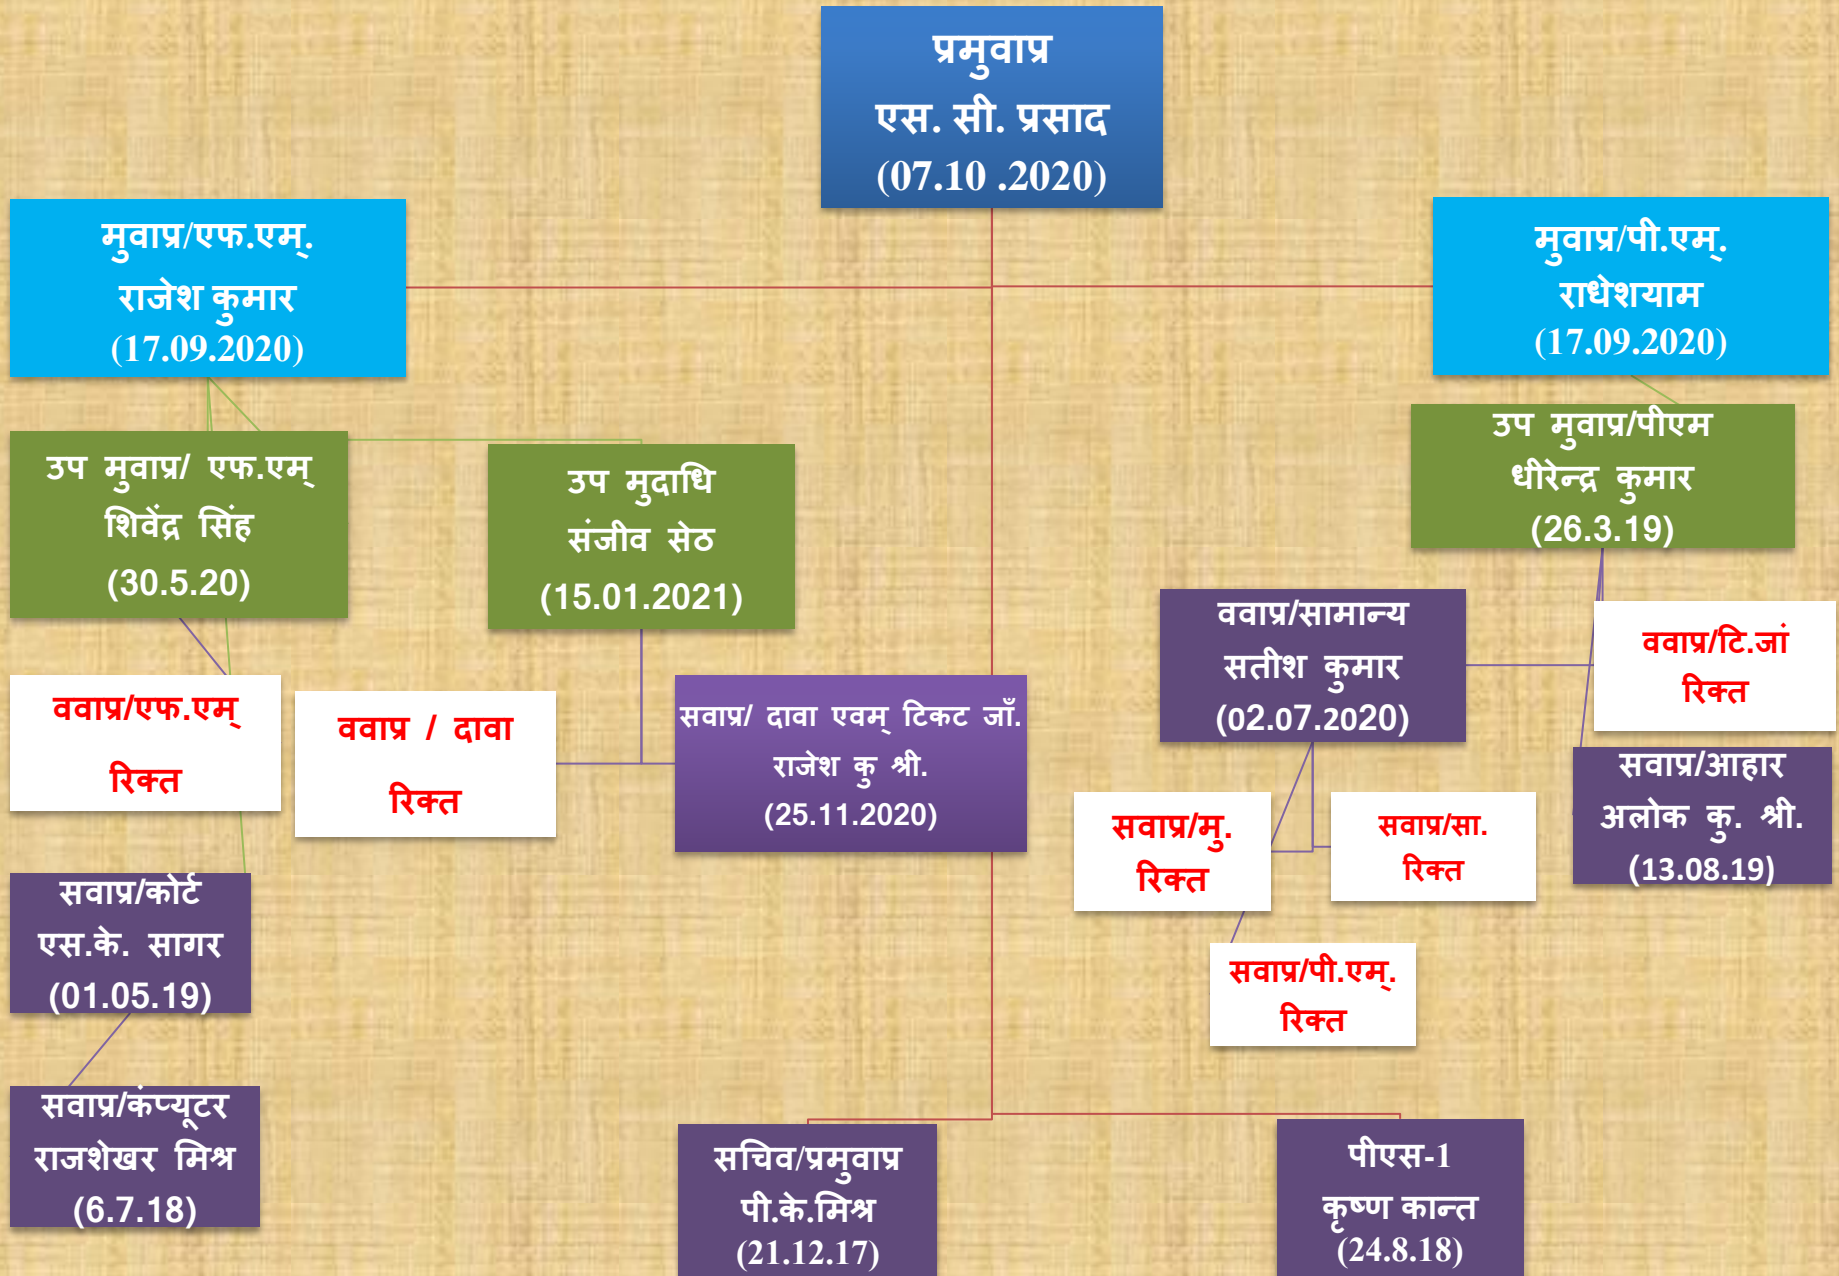 प्रमुवाप्र
एस. सी. प्रसाद
(07.10 .2020)
मुवाप्र/एफ.एम्.
राजेश कुमार
(17.09.2020)
मुवाप्र/पी.एम्.
राधेशयाम
(17.09.2020)
उप मुवाप्र/ एफ.एम्
शिवेंद्र सिंह
(30.5.20)
उप मुदाधि
संजीव सेठ
(15.01.2021)
उप मुवाप्र/पीएम
धीरेन्द्र कुमार
(26.3.19)
ववाप्र/सामान्य
सतीश कुमार
(02.07.2020)
ववाप्र/टि.जां
रिक्त
ववाप्र/एफ.एम्
रिक्त
ववाप्र / दावा
रिक्त
सवाप्र/ दावा एवम् टिकट जाँ.
राजेश कु श्री.
(25.11.2020)
सवाप्र/आहार
अलोक कु. श्री.
(13.08.19)
सवाप्र/मु.
रिक्त
सवाप्र/सा.
रिक्त
सवाप्र/कोर्ट
एस.के. सागर
(01.05.19)
सवाप्र/पी.एम्.
रिक्त
सवाप्र/कंप्यूटर
राजशेखर मिश्र
(6.7.18)
सचिव/प्रमुवाप्र
पी.के.मिश्र
(21.12.17)
पीएस-1
कृष्ण कान्त
(24.8.18)